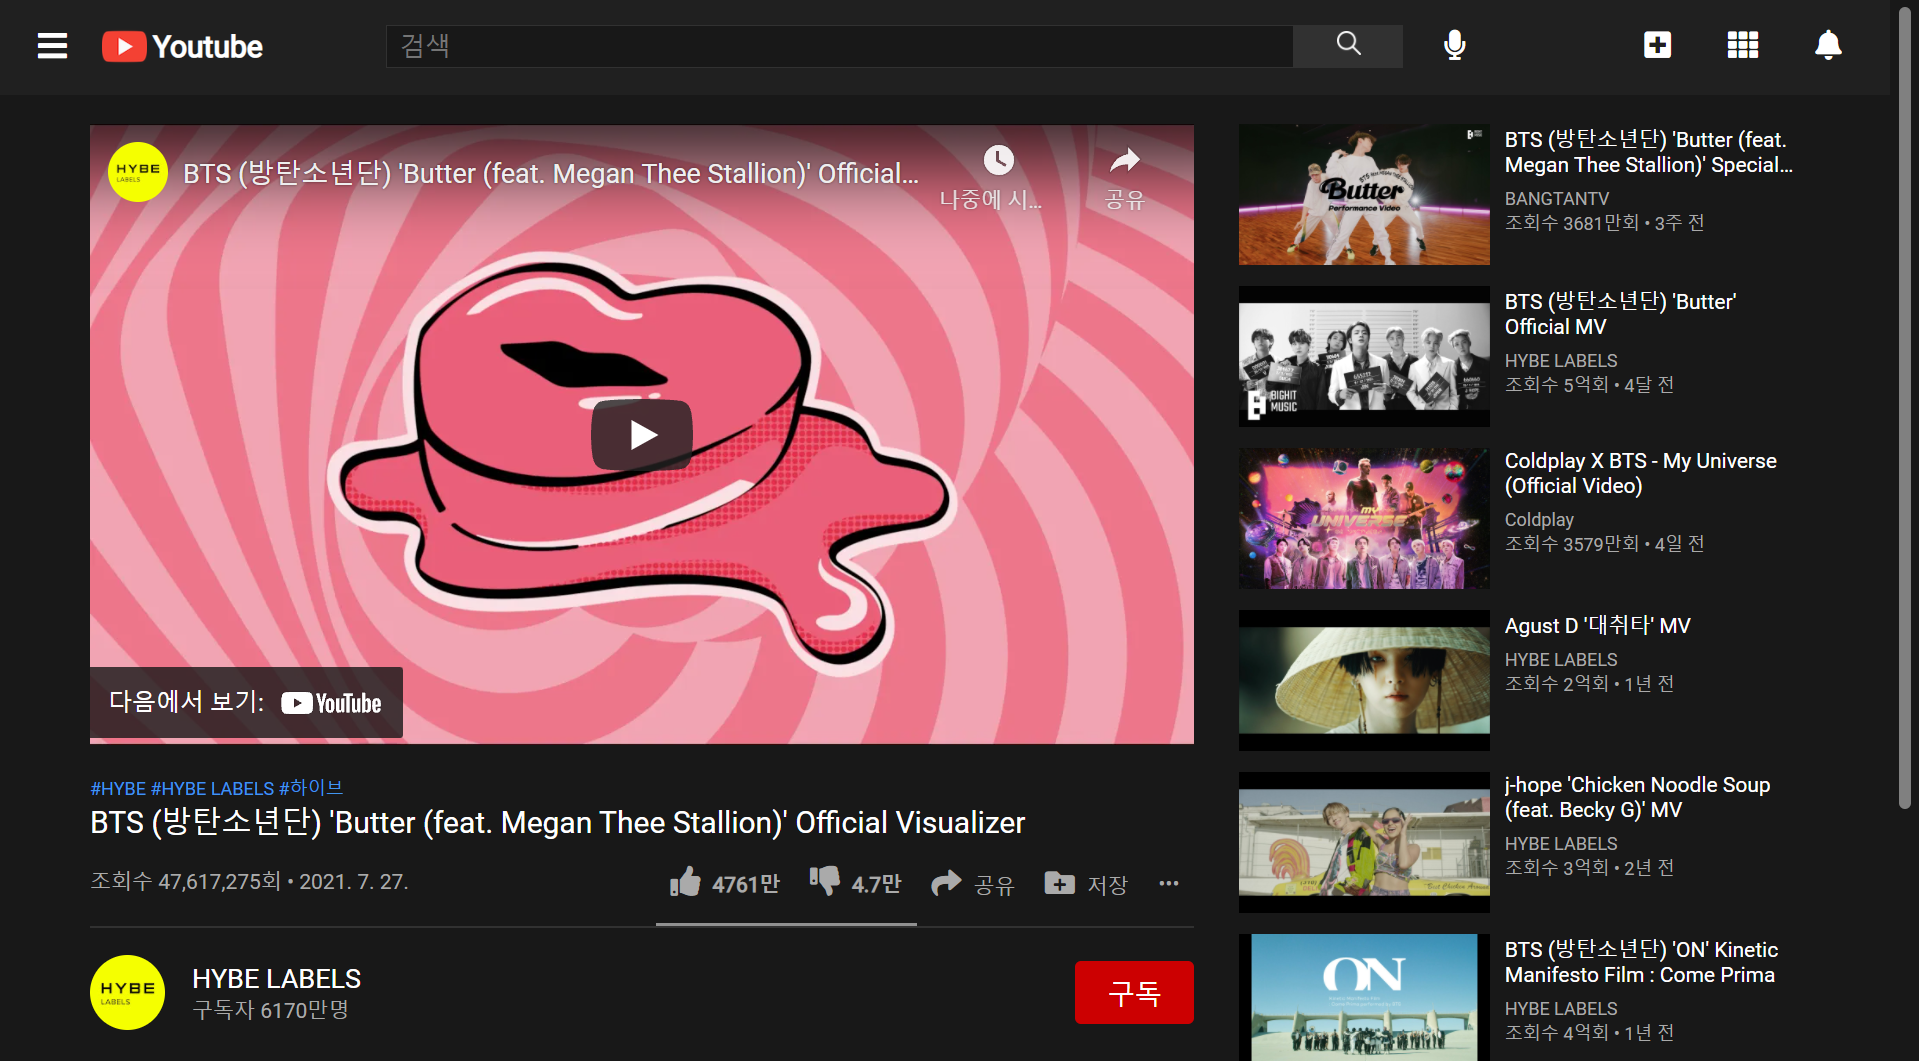 Youtube
검색
HYBE
LABELS
BTS (방탄소년단) 'Butter (feat. Megan Thee Stallion)' Official...
나중에 시...
공유
다음에서 보기: YouTube
#HYBE #HYBE LABELS #하이브
BTS (방탄소년단) 'Butter (feat. Megan Thee Stallion)' Official Visualizer
조회수 47,617,275회 • 2021. 7. 27.
4761만
4.7만
공유
저장
HYBE
LABELS
HYBE LABELS
구독자 6170만명
구독
Butter
Performance Video
BTS (방탄소년단) 'Butter (feat.
Megan Thee Stallion)' Special...
BANGTANTV
조회수 3681만회 • 3주 전
BIGHIT
MUSIC
BTS (방탄소년단) 'Butter'
Official MV
HYBE LABELS
조회수 5억회 • 4달 전
MY
UNIVERSE
Coldplay X BTS - My Universe
(Official Video)
Coldplay
조회수 3579만회 • 4일 전
Agust D '대취타' MV
HYBE LABELS
조회수 2억회 • 1년 전
j-hope 'Chicken Noodle Soup
(feat. Becky G)' MV
HYBE LABELS
조회수 3억회 • 2년 전
ON
BTS (방탄소년단) 'ON' Kinetic
Manifesto Film : Come Prima
HYBE LABELS
조회수 4억회 • 1년 전